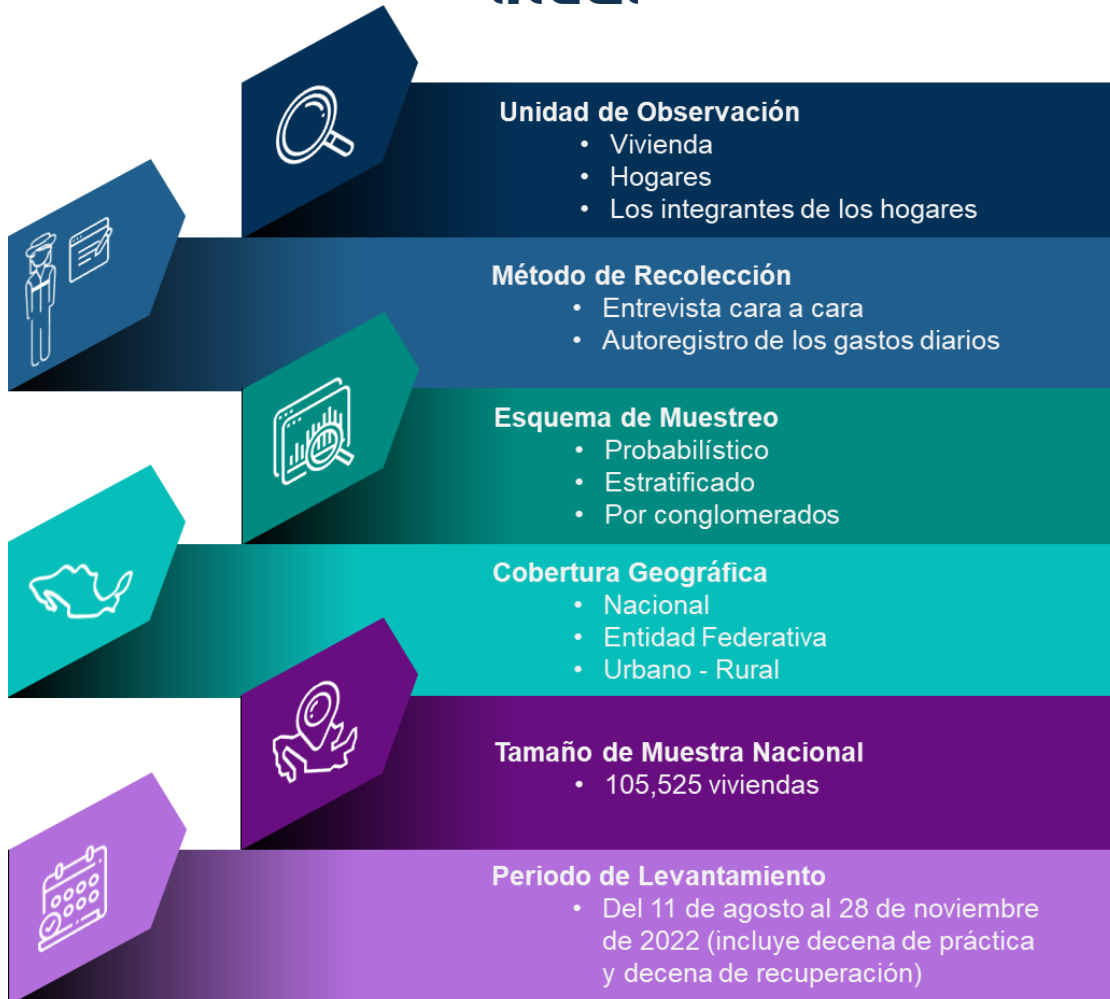 Unidad de Observación
• Vivienda
• Hogares
• Los integrantes de los hogares
Método de Recolección
• Entrevista cara a cara
• Autoregistro de los gastos diarios
Esquema de Muestreo
• Probabilístico
• Estratificado
• Por conglomerados
Cobertura Geográfica
• Nacional
• Entidad Federativa
• Urbano - Rural
Tamaño de Muestra Nacional
• 105,525 viviendas
Periodo de Levantamiento
• Del 11 de agosto al 28 de noviembre
de 2022 (incluye decena de práctica
y decena de recuperación)